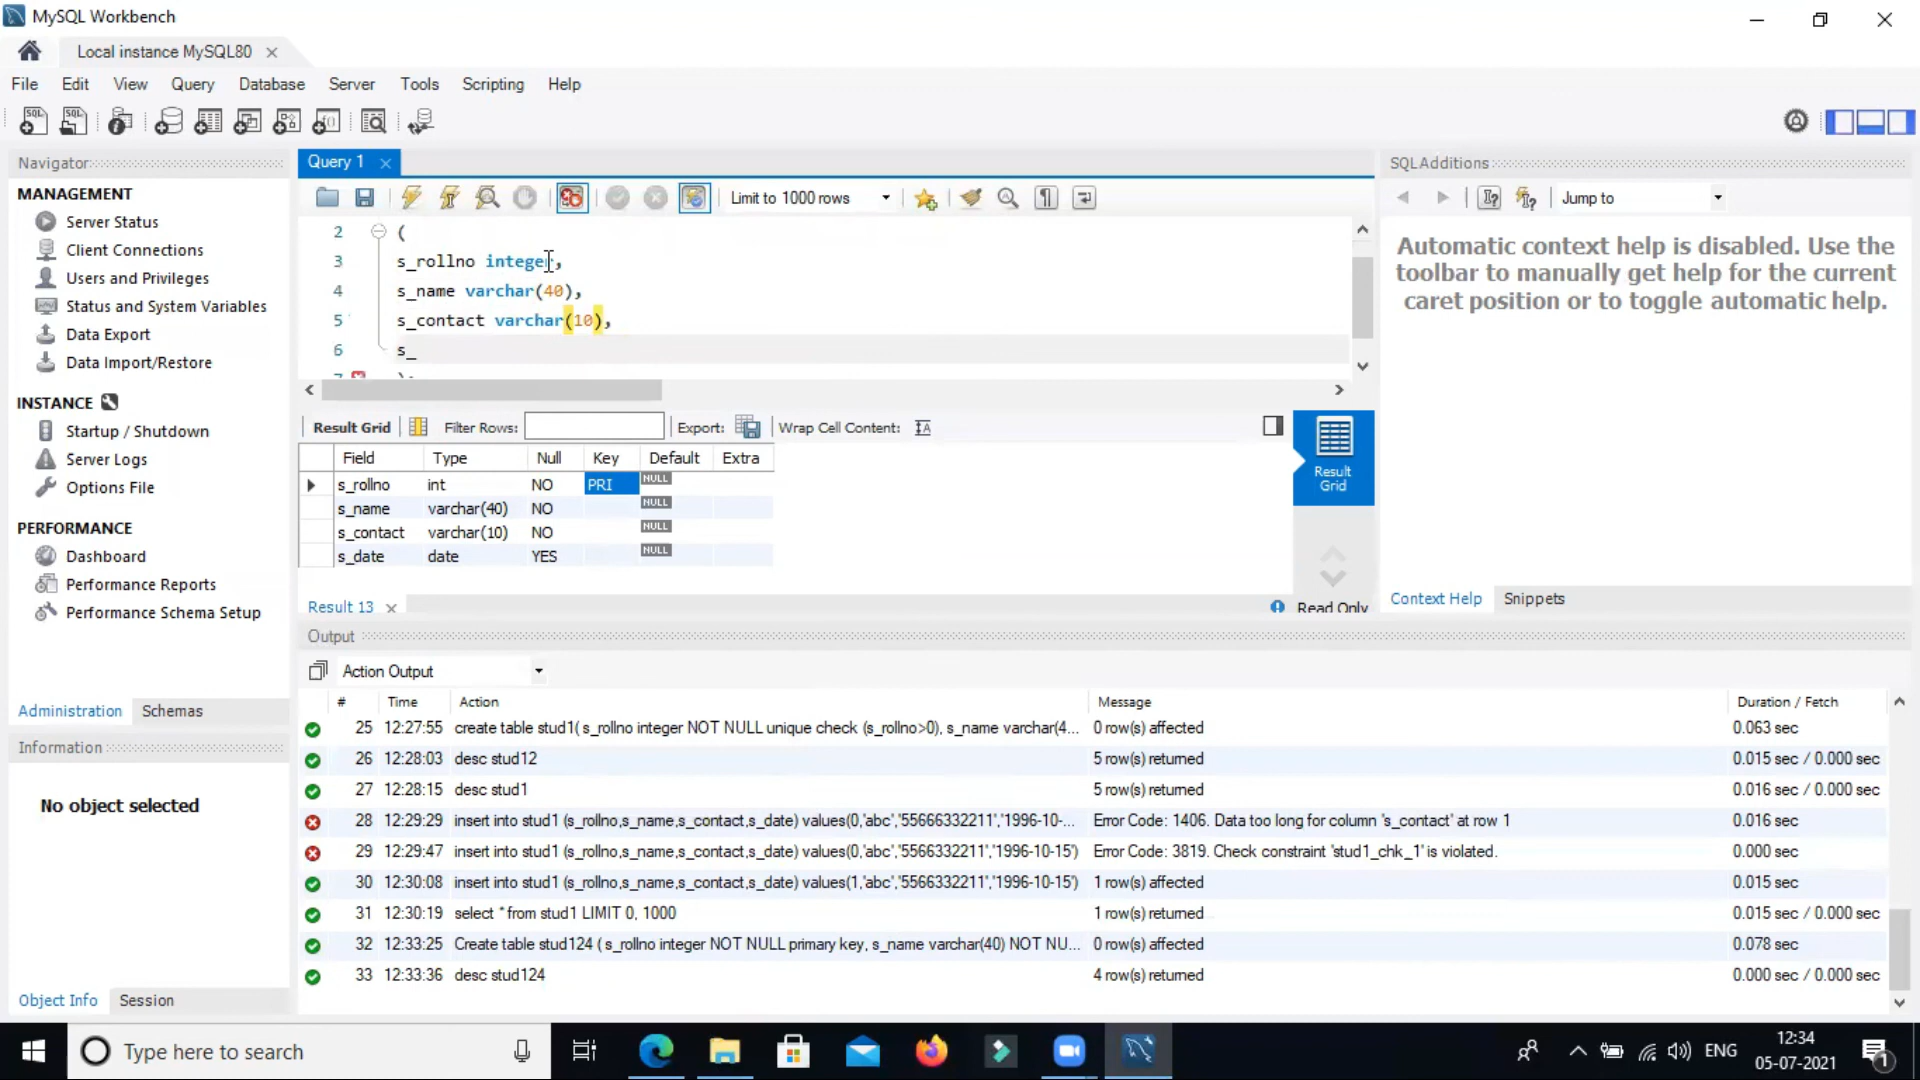 MySQL Workbench
Local instance MySQL80
File Edit View Query Database Server Tools Scripting Help
Navigator
MANAGEMENT
Server Status
Client Connections
Users and Privileges
Status and System Variables
Data Export
Data Import/Restore
INSTANCE
Startup / Shutdown
Server Logs
Options File
PERFORMANCE
Dashboard
Performance Reports
Performance Schema Setup
Administration Schemas
Information
No object selected
Object Info Session
Query 1
Limit to 1000 rows
2 (
3 s_rollno integer,
4 s_name varchar(40),
5 s_contact varchar(10),
6 s_
Result Grid Filter Rows: Export: Wrap Cell Content:
Field Type Null Key Default Extra
s_rollno int NO PRI NULL
s_name varchar(40) NO NULL
s_contact varchar(10) NO NULL
s_date date YES NULL
Result Grid
Result 13
Read Only
SQLAdditions
Jump to
Automatic context help is disabled. Use the
toolbar to manually get help for the current
caret position or to toggle automatic help.
Context Help Snippets
Output
Action Output
# Time Action Message Duration / Fetch
25 12:27:55 create table stud1( s_rollno integer NOT NULL unique check (s_rollno>0), s_name varchar(4... 0 row(s) affected 0.063 sec
26 12:28:03 desc stud12 5 row(s) returned 0.015 sec / 0.000 sec
27 12:28:15 desc stud1 5 row(s) returned 0.016 sec / 0.000 sec
28 12:29:29 insert into stud1 (s_rollno,s_name,s_contact,s_date) values(0,'abc','55666332211','1996-10-... Error Code: 1406. Data too long for column 's_contact' at row 1 0.016 sec
29 12:29:47 insert into stud1 (s_rollno,s_name,s_contact,s_date) values(0,'abc','5566332211','1996-10-15') Error Code: 3819. Check constraint 'stud1_chk_1' is violated. 0.000 sec
30 12:30:08 insert into stud1 (s_rollno,s_name,s_contact,s_date) values(1,'abc','5566332211','1996-10-15') 1 row(s) affected 0.015 sec
31 12:30:19 select * from stud1 LIMIT 0, 1000 1 row(s) returned 0.015 sec / 0.000 sec
32 12:33:25 Create table stud124 ( s_rollno integer NOT NULL primary key, s_name varchar(40) NOT NU... 0 row(s) affected 0.078 sec
33 12:33:36 desc stud124 4 row(s) returned 0.000 sec / 0.000 sec
Type here to search
ENG
12:34
05-07-2021
1